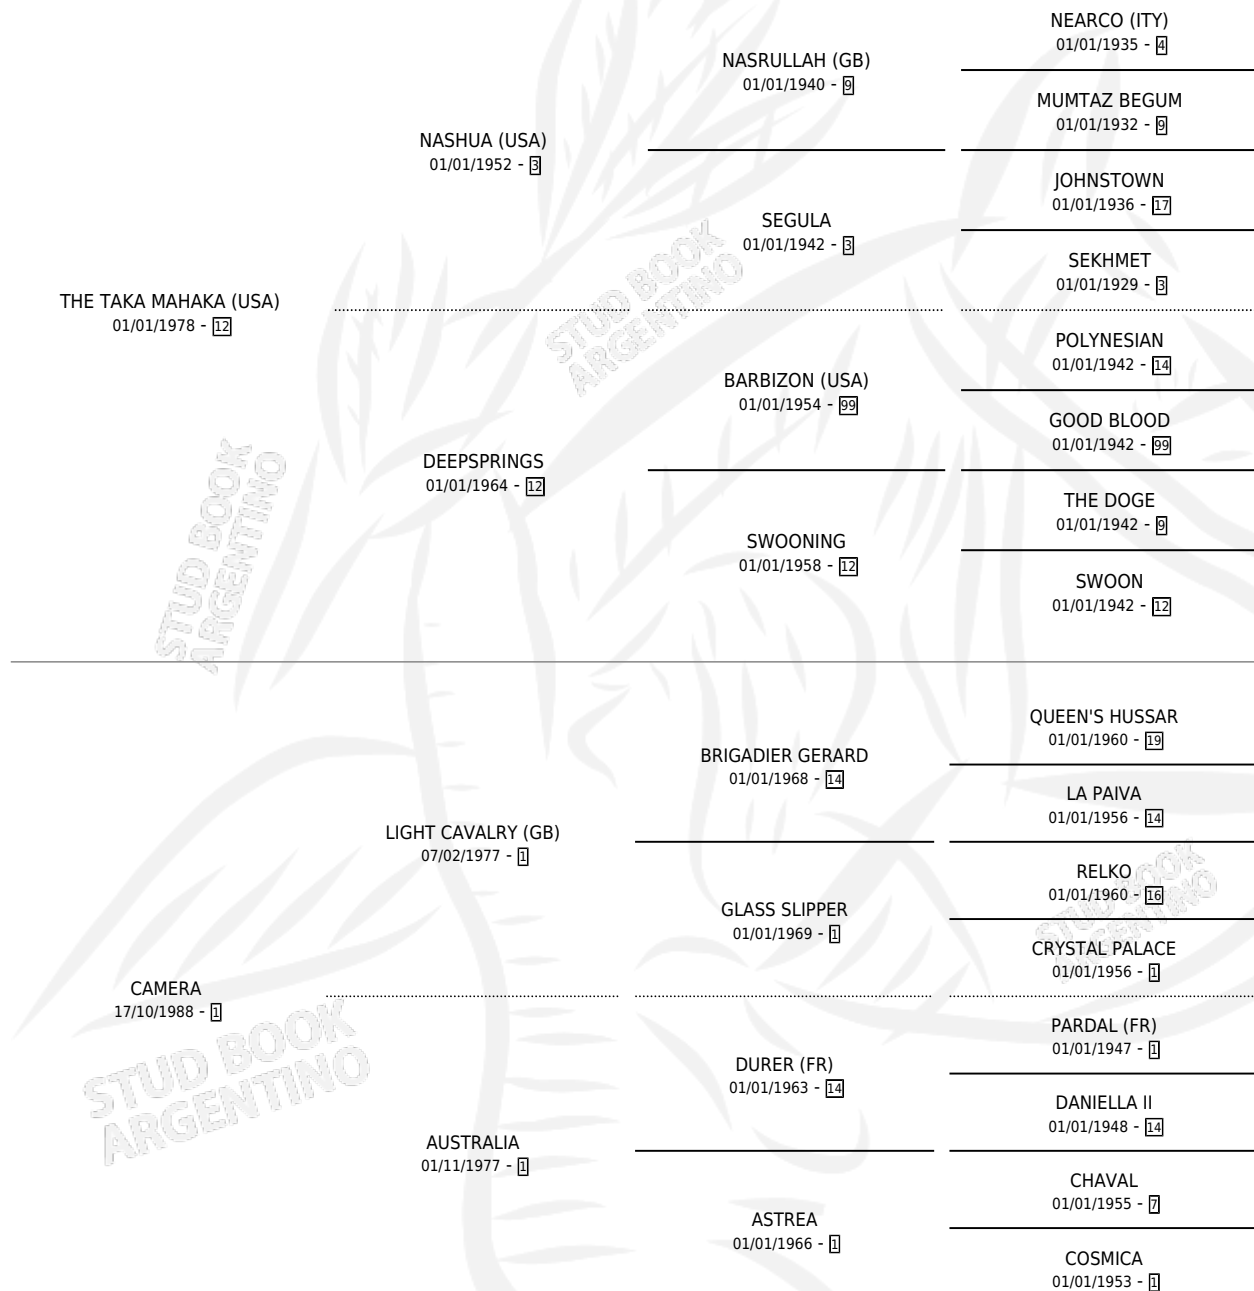 NEARCO (ITY)
01/01/1935 - 4
NASRULLAH (GB)
01/01/1940 - 9
MUMTAZ BEGUM
01/01/1932 - 9
NASHUA (USA)
01/01/1952 - 3
JOHNSTOWN
01/01/1936 - 17
SEGULA
01/01/1942 - 3
SEKHMET
01/01/1929 - 3
THE TAKA MAHAKA (USA)
01/01/1978 - 12
POLYNESIAN
01/01/1942 - 14
BARBIZON (USA)
01/01/1954 - 99
GOOD BLOOD
01/01/1942 - 99
DEEPSPRINGS
01/01/1964 - 12
THE DOGE
01/01/1942 - 9
SWOONING
01/01/1958 - 12
SWOON
01/01/1942 - 12
STUD BOOK
ARGENTINO
STUD BOOK
ARGENTINO
QUEEN'S HUSSAR
01/01/1960 - 19
BRIGADIER GERARD
01/01/1968 - 14
LA PAIVA
01/01/1956 - 14
LIGHT CAVALRY (GB)
07/02/1977 - 1
RELKO
01/01/1960 - 16
GLASS SLIPPER
01/01/1969 - 1
CRYSTAL PALACE
01/01/1956 - 1
CAMERA
17/10/1988 - 1
PARDAL (FR)
01/01/1947 - 1
DURER (FR)
01/01/1963 - 14
DANIELLA II
01/01/1948 - 14
AUSTRALIA
01/11/1977 - 1
CHAVAL
01/01/1955 - 7
ASTREA
01/01/1966 - 1
COSMICA
01/01/1953 - 1
STUD BOOK
ARGENTINO
STUD BOOK
ARGENTINO